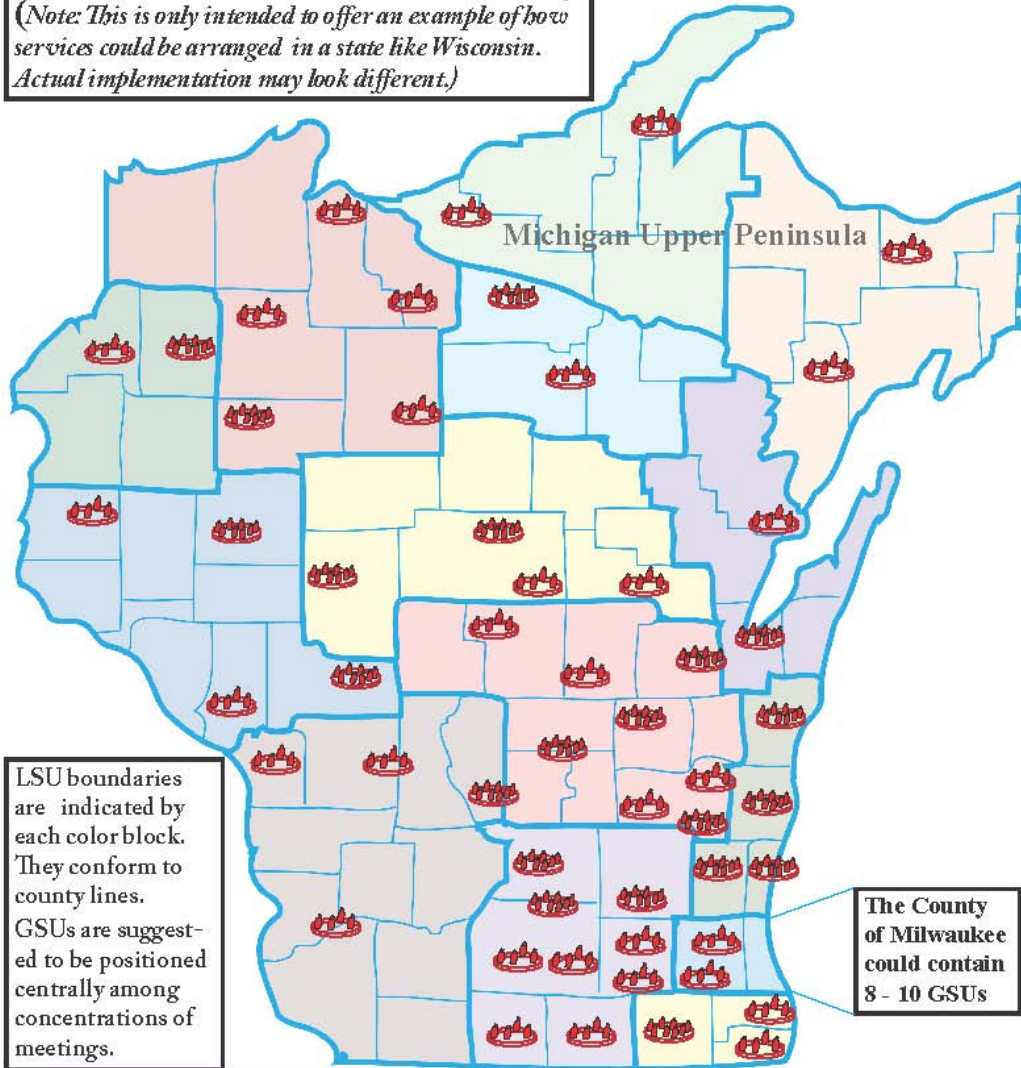 (Note: This is only intended to offer an example of how
services could be arranged in a state like Wisconsin.
Actual implementation may look different.)
Michigan Upper Peninsula
LSU boundaries
are indicated by
each color block.
They conform to
county lines.
GSUs are suggest-
ed to be positioned
centrally among
concentrations of
meetings.
The County
of Milwaukee
could contain
8 - 10 GSUs